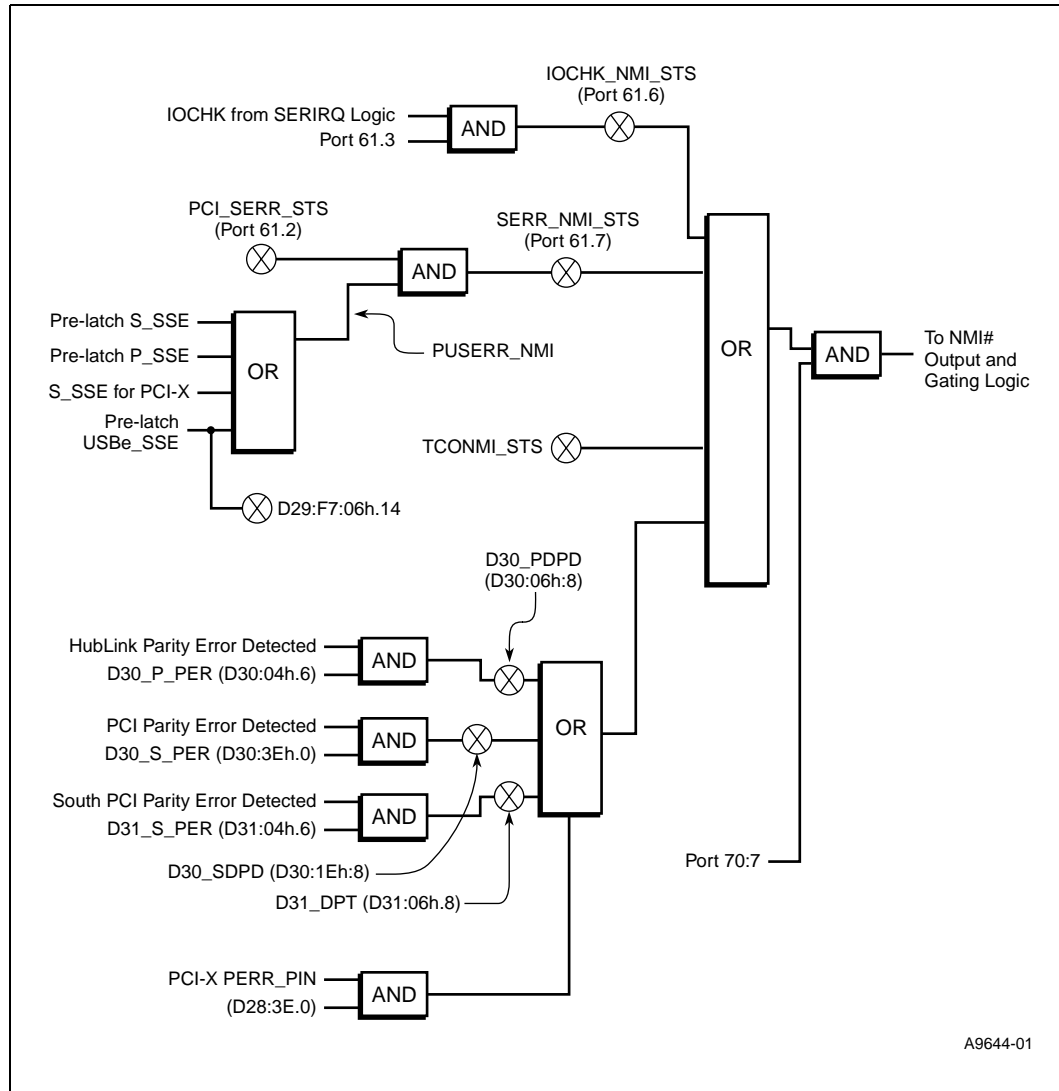 IOCHK_NMI_STS
(Port 61.6)
IOCHK from SERIRQ Logic
Port 61.3
AND
PCI_SERR_STS
(Port 61.2)
SERR_NMI_STS
(Port 61.7)
AND
Pre-latch S_SSE
Pre-latch P_SSE
S_SSE for PCI-X
Pre-latch
USBe_SSE
OR
PUSERR_NMI
D29:F7:06h.14
TCONMI_STS
OR
AND
To NMI#
Output and
Gating Logic
D30_PDPD
(D30:06h:8)
HubLink Parity Error Detected
D30_P_PER (D30:04h.6)
AND
PCI Parity Error Detected
D30_S_PER (D30:3Eh.0)
AND
OR
South PCI Parity Error Detected
D31_S_PER (D31:04h.6)
AND
D30_SDPD (D30:1Eh:8)
D31_DPT (D31:06h.8)
Port 70:7
PCI-X PERR_PIN
(D28:3E.0)
AND
A9644-01